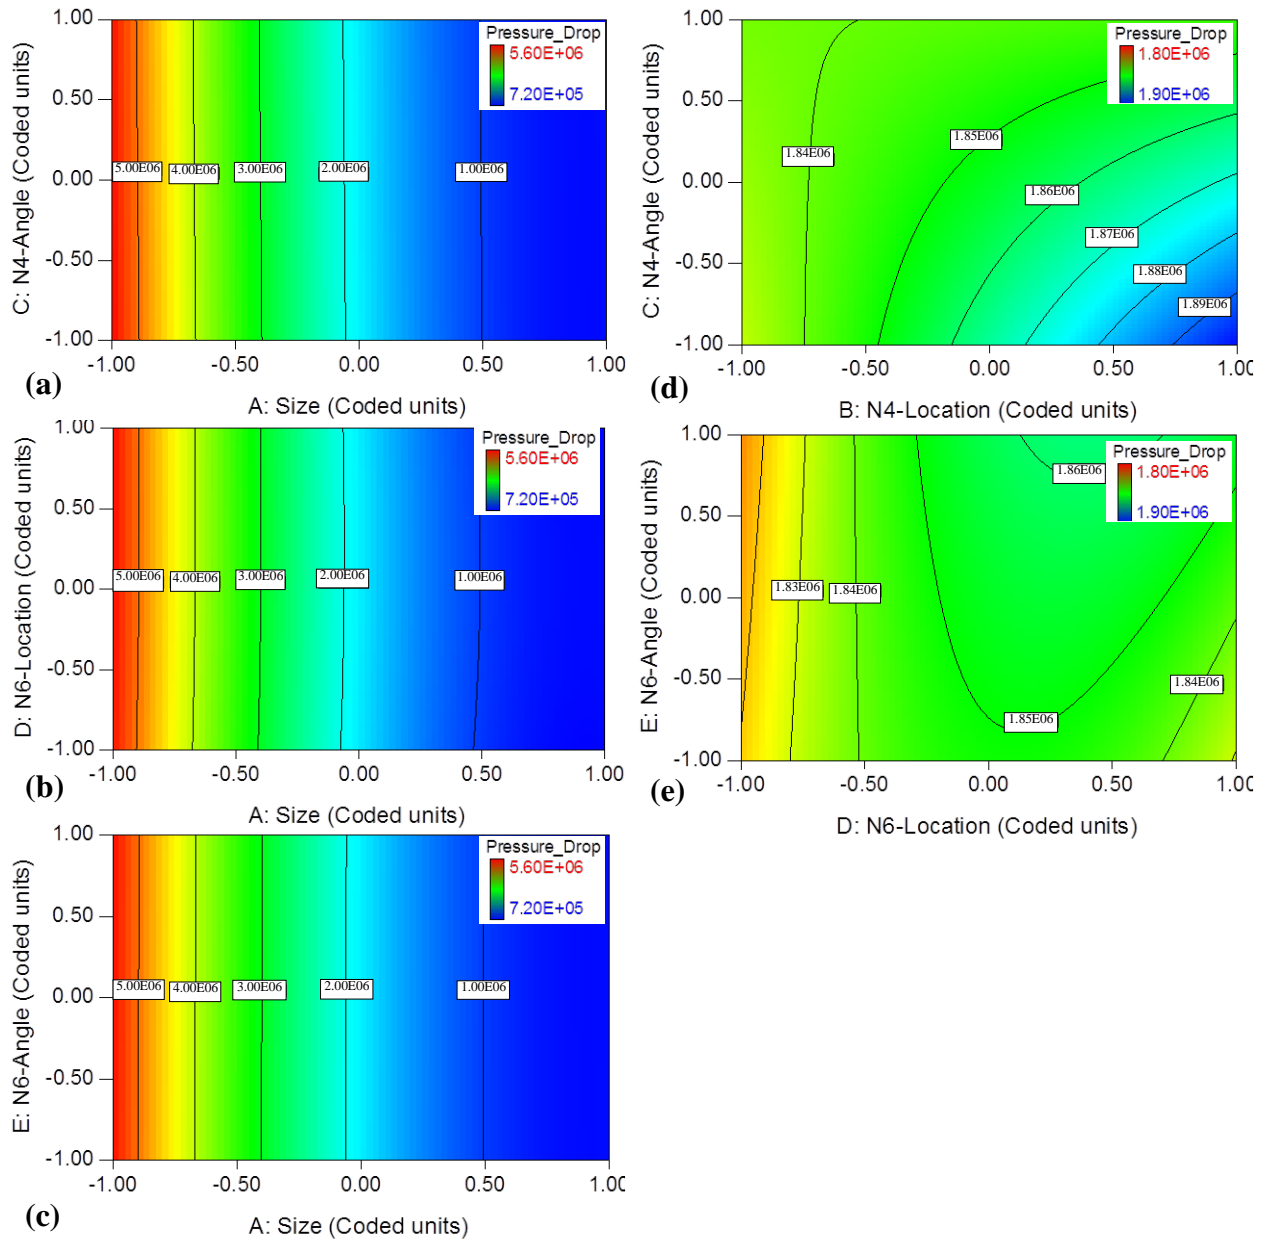 C: N4-Angle (Coded units)
1.00
0.50
0.00
-0.50
-1.00
Pressure_Drop
5.60E+06
7.20E+05
5.00E06
4.00E06
3.00E06
2.00E06
1.00E06
-1.00
-0.50
0.00
0.50
1.00
(a)
A: Size (Coded units)
D: N6-Location (Coded units)
1.00
0.50
0.00
-0.50
-1.00
Pressure_Drop
5.60E+06
7.20E+05
5.00E06
4.00E06
3.00E06
2.00E06
1.00E06
-1.00
-0.50
0.00
0.50
1.00
(b)
A: Size (Coded units)
E: N6-Angle (Coded units)
1.00
0.50
0.00
-0.50
-1.00
Pressure_Drop
5.60E+06
7.20E+05
5.00E06
4.00E06
3.00E06
2.00E06
1.00E06
-1.00
-0.50
0.00
0.50
1.00
(c)
A: Size (Coded units)
C: N4-Angle (Coded units)
1.00
0.50
0.00
-0.50
-1.00
Pressure_Drop
1.80E+06
1.90E+06
1.84E06
1.85E06
1.86E06
1.87E06
1.88E06
1.89E06
-1.00
-0.50
0.00
0.50
1.00
(d)
B: N4-Location (Coded units)
E: N6-Angle (Coded units)
1.00
0.50
0.00
-0.50
-1.00
Pressure_Drop
1.80E+06
1.90E+06
1.86E06
1.83E06
1.84E06
1.84E06
1.85E06
-1.00
-0.50
0.00
0.50
1.00
(e)
D: N6-Location (Coded units)